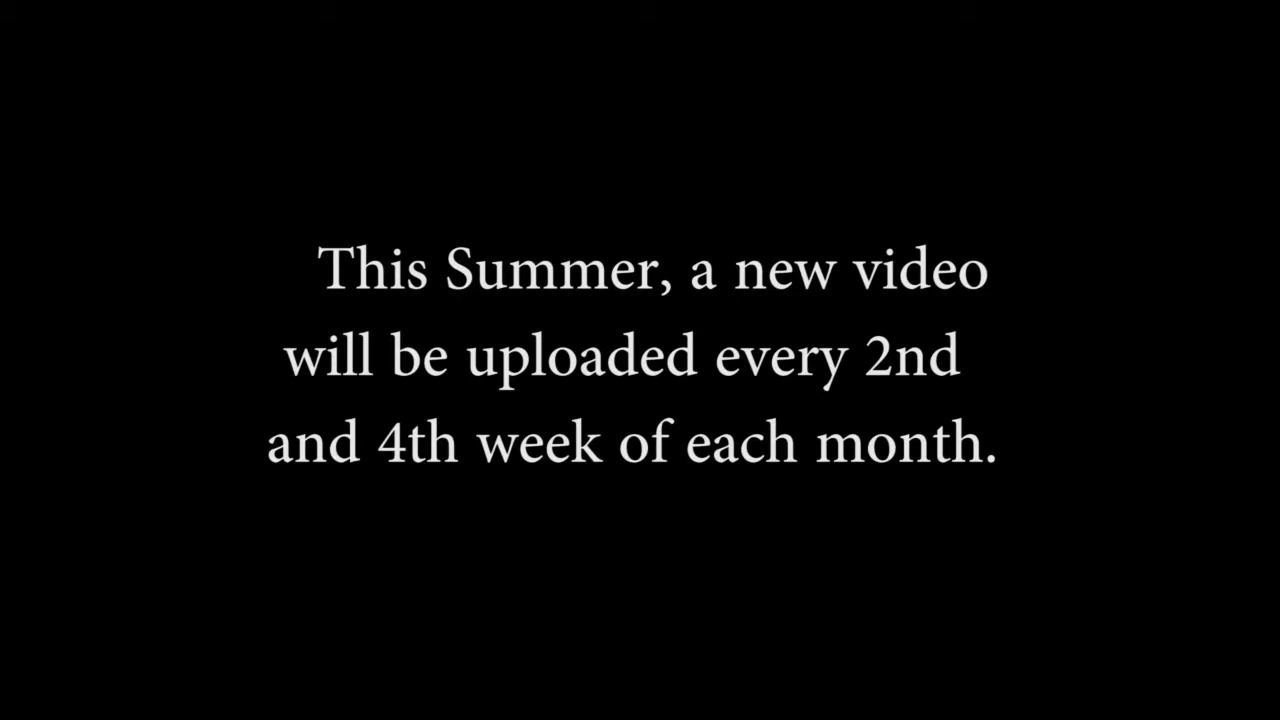 This Summer, a new video
will be uploaded every 2nd
and 4th week of each month.